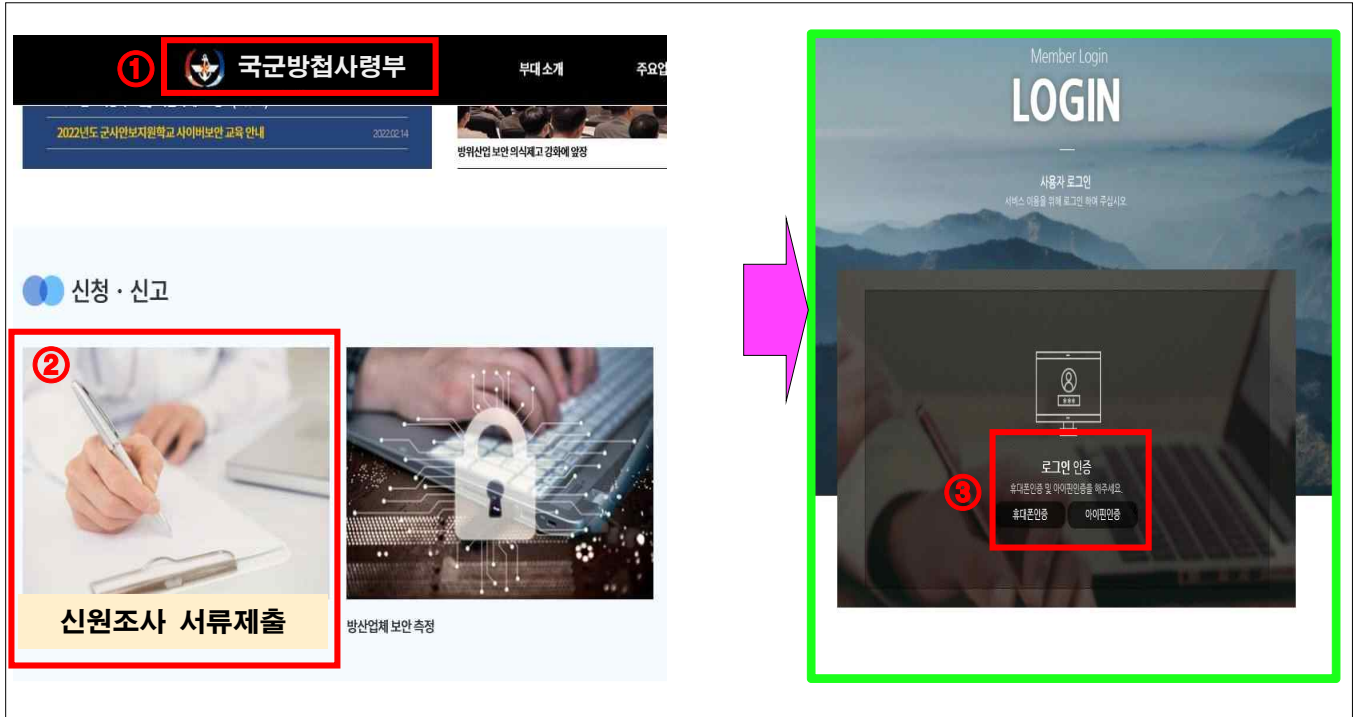 ① 국군방첩사령부
부대 소개
주요업
2022년도 군사안보지원학교 사이버보안 교육 안내
2022.02.14
방위산업 보안 의식제고 강화에 앞장
신청 · 신고
②
신원조사 서류제출
방산업체 보안 측정
Member Login
LOGIN
사용자 로그인
서비스 이용을 위해 로그인 하여 주십시오.
③
로그인 인증
휴대폰인증 및 아이핀인증을 해주세요.
휴대폰인증
아이핀인증